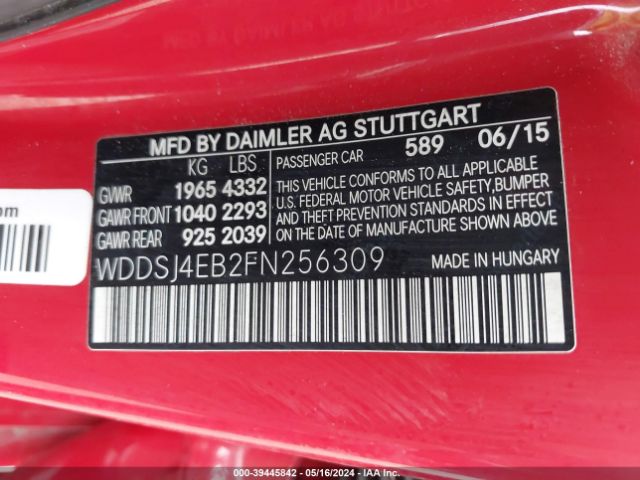 MFD BY DAIMLER AG STUTTGART
KG LBS PASSENGER CAR 589 06/15
GVWR 1965 4332
GAWR FRONT 1040 2293
GAWR REAR 925 2039
THIS VEHICLE CONFORMS TO ALL APPLICABLE
U.S. FEDERAL MOTOR VEHICLE SAFETY,BUMPER
AND THEFT PREVENTION STANDARDS IN EFFECT
ON THE DATE OF MANUFACTURE SHOWN ABOVE
WDDSJ4EB2FN256309
MADE IN HUNGARY
om
000-39445842 - 05/16/2024 - IAA Inc.